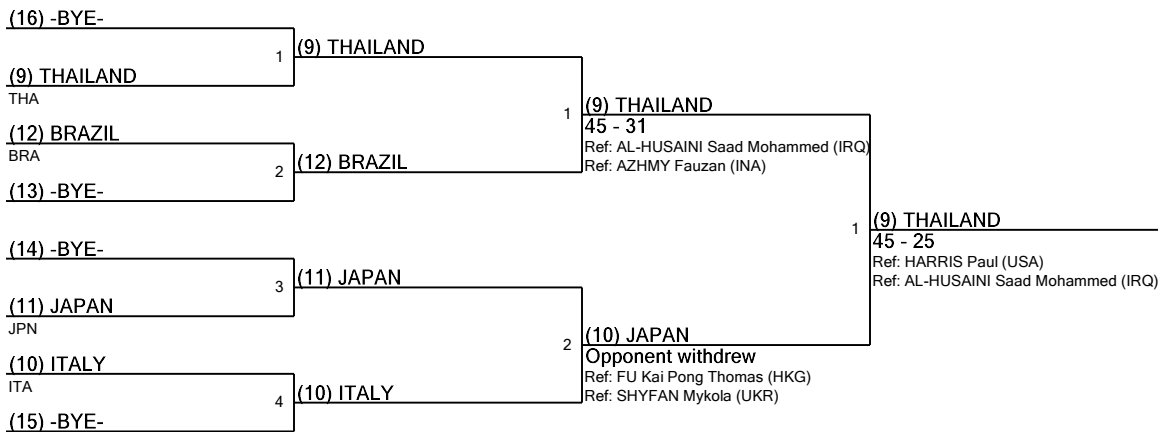 (16) -BYE-
1
(9) THAILAND
(9) THAILAND
THA
(12) BRAZIL
BRA
2
(12) BRAZIL
(13) -BYE-
1
(9) THAILAND
45 - 31
Ref: AL-HUSAINI Saad Mohammed (IRQ)
Ref: AZHMY Fauzan (INA)
(14) -BYE-
3
(11) JAPAN
(11) JAPAN
JPN
(10) ITALY
ITA
4
(10) ITALY
(15) -BYE-
2
(10) JAPAN
Opponent withdrew
Ref: FU Kai Pong Thomas (HKG)
Ref: SHYFAN Mykola (UKR)
1
(9) THAILAND
45 - 25
Ref: HARRIS Paul (USA)
Ref: AL-HUSAINI Saad Mohammed (IRQ)